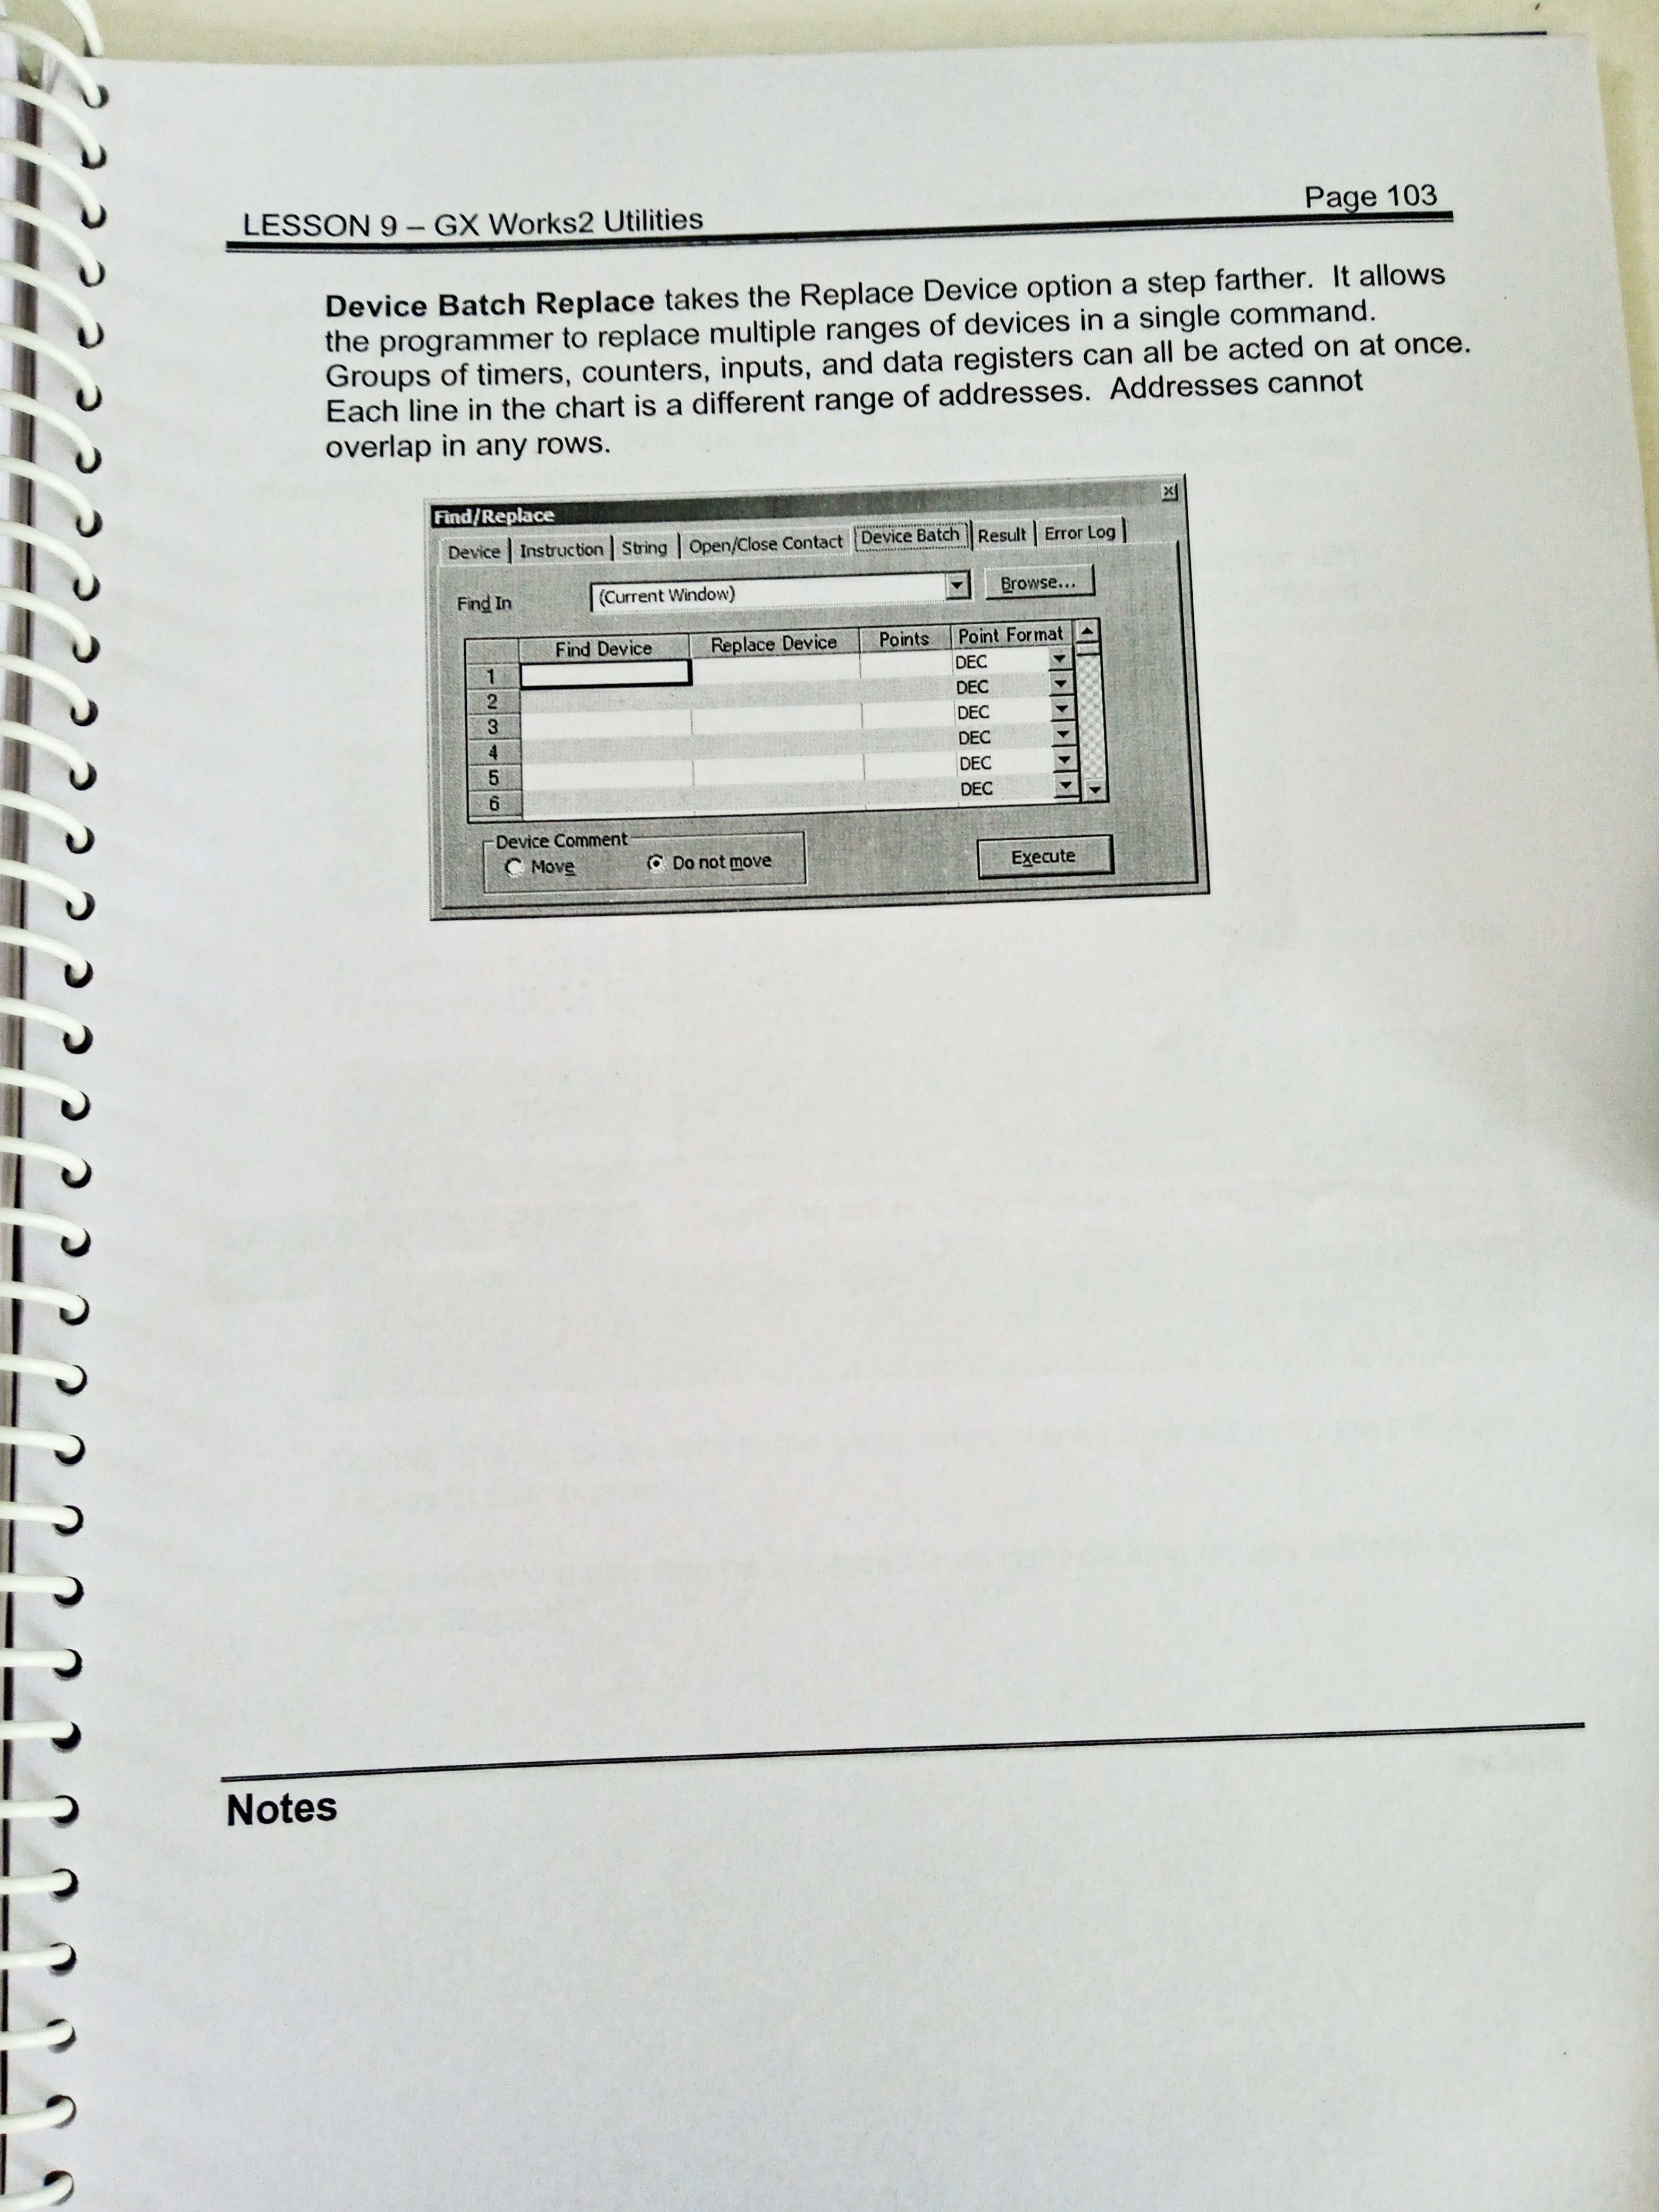 LESSON 9 – GX Works2 Utilities Page 103
Device Batch Replace takes the Replace Device option a step farther. It allows
the programmer to replace multiple ranges of devices in a single command.
Groups of timers, counters, inputs, and data registers can all be acted on at once.
Each line in the chart is a different range of addresses. Addresses cannot
overlap in any rows.
Find/Replace
Device Instruction String Open/Close Contact Device Batch Result Error Log
Find In (Current Window) Browse...
Find Device Replace Device Points Point Format
1 DEC
2 DEC
3 DEC
4 DEC
5 DEC
6 DEC
Device Comment
Move Do not move Execute
Notes